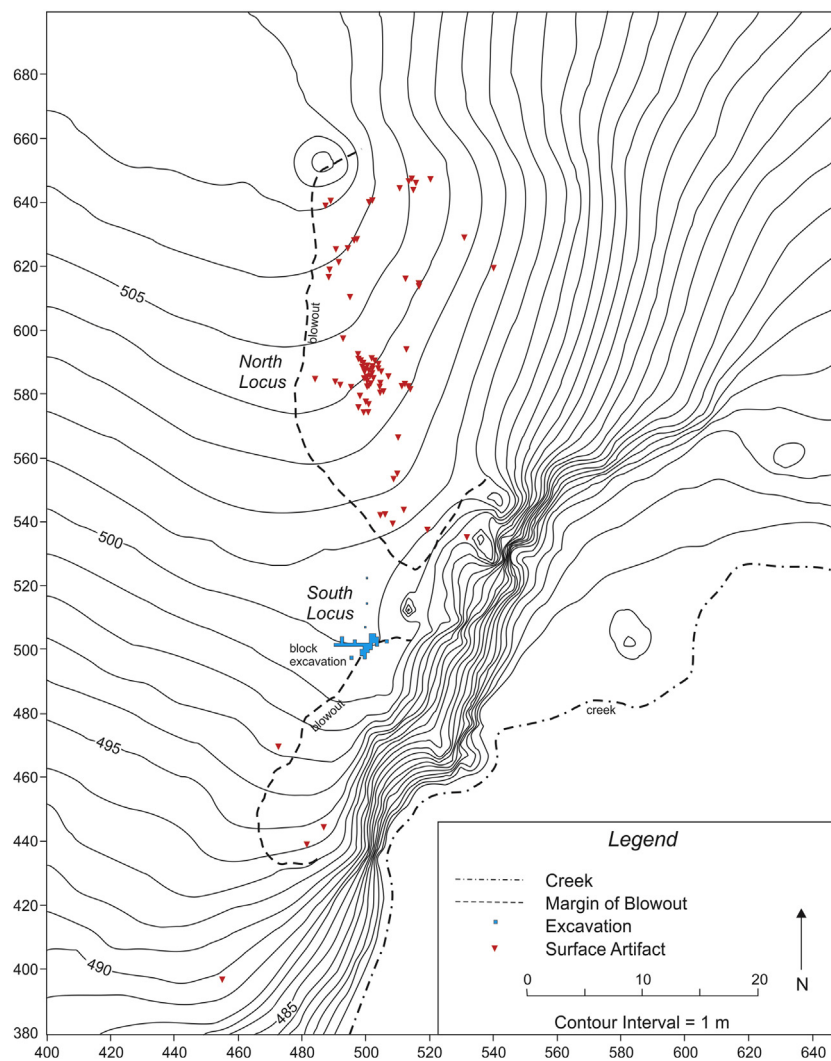 680
660
640
620
600
580
560
540
520
500
480
460
440
420
400
380
505
blowout
North
Locus
500
South
Locus
block
excavation
blowout
495
creek
490
485
Legend
Creek
Margin of Blowout
Excavation
Surface Artifact
0 10 20
N
Contour Interval = 1 m
400 420 440 460 480 500 520 540 560 580 600 620 640